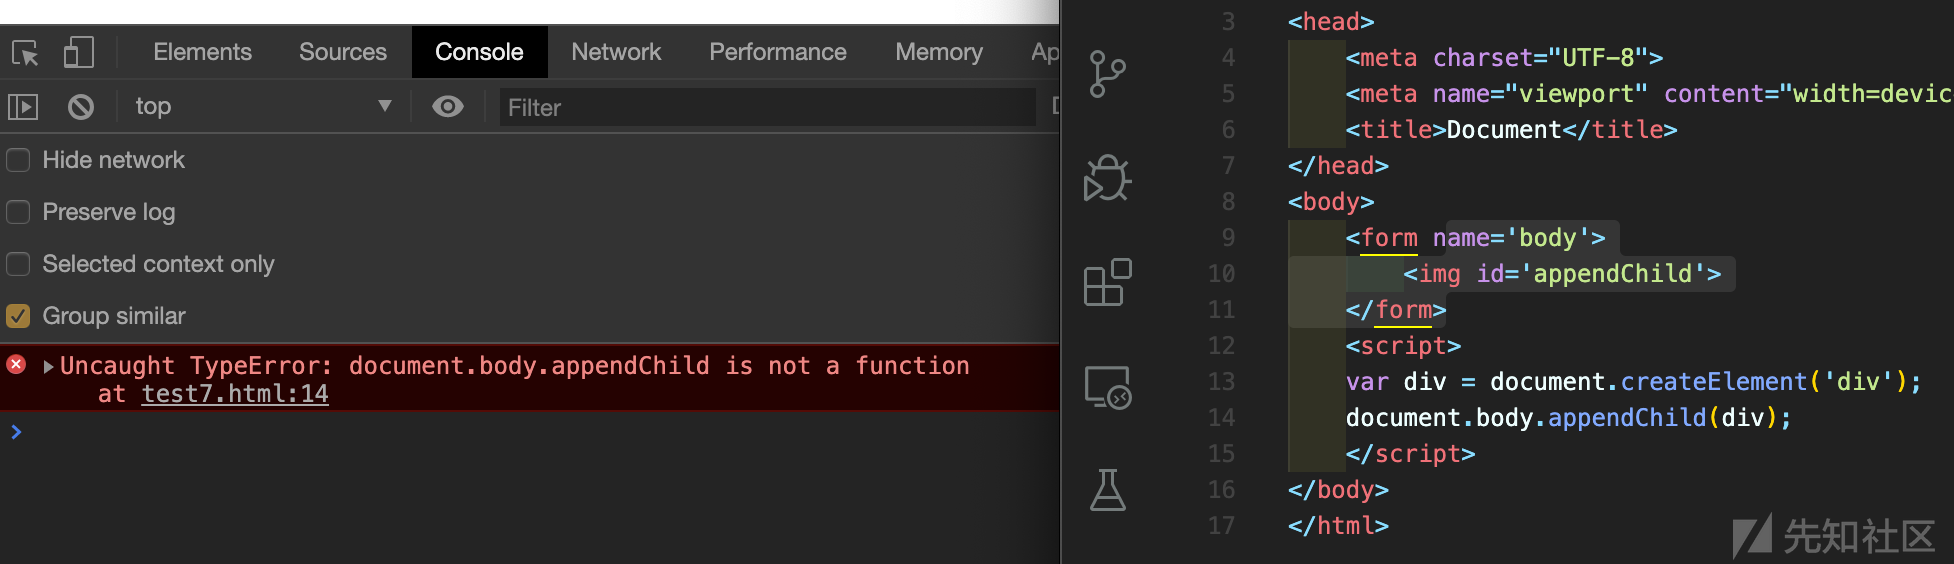 Elements Sources Console Network Performance Memory Ap
top Filter D
Hide network
Preserve log
Selected context only
Group similar
Uncaught TypeError: document.body.appendChild is not a function
at test7.html:14
3 <head>
4 <meta charset="UTF-8">
5 <meta name="viewport" content="width=devic
6 <title>Document</title>
7 </head>
8 <body>
9 <form name='body'>
10 <img id='appendChild'>
11 </form>
12 <script>
13 var div = document.createElement('div');
14 document.body.appendChild(div);
15 </script>
16 </body>
17 </html>
先知社区